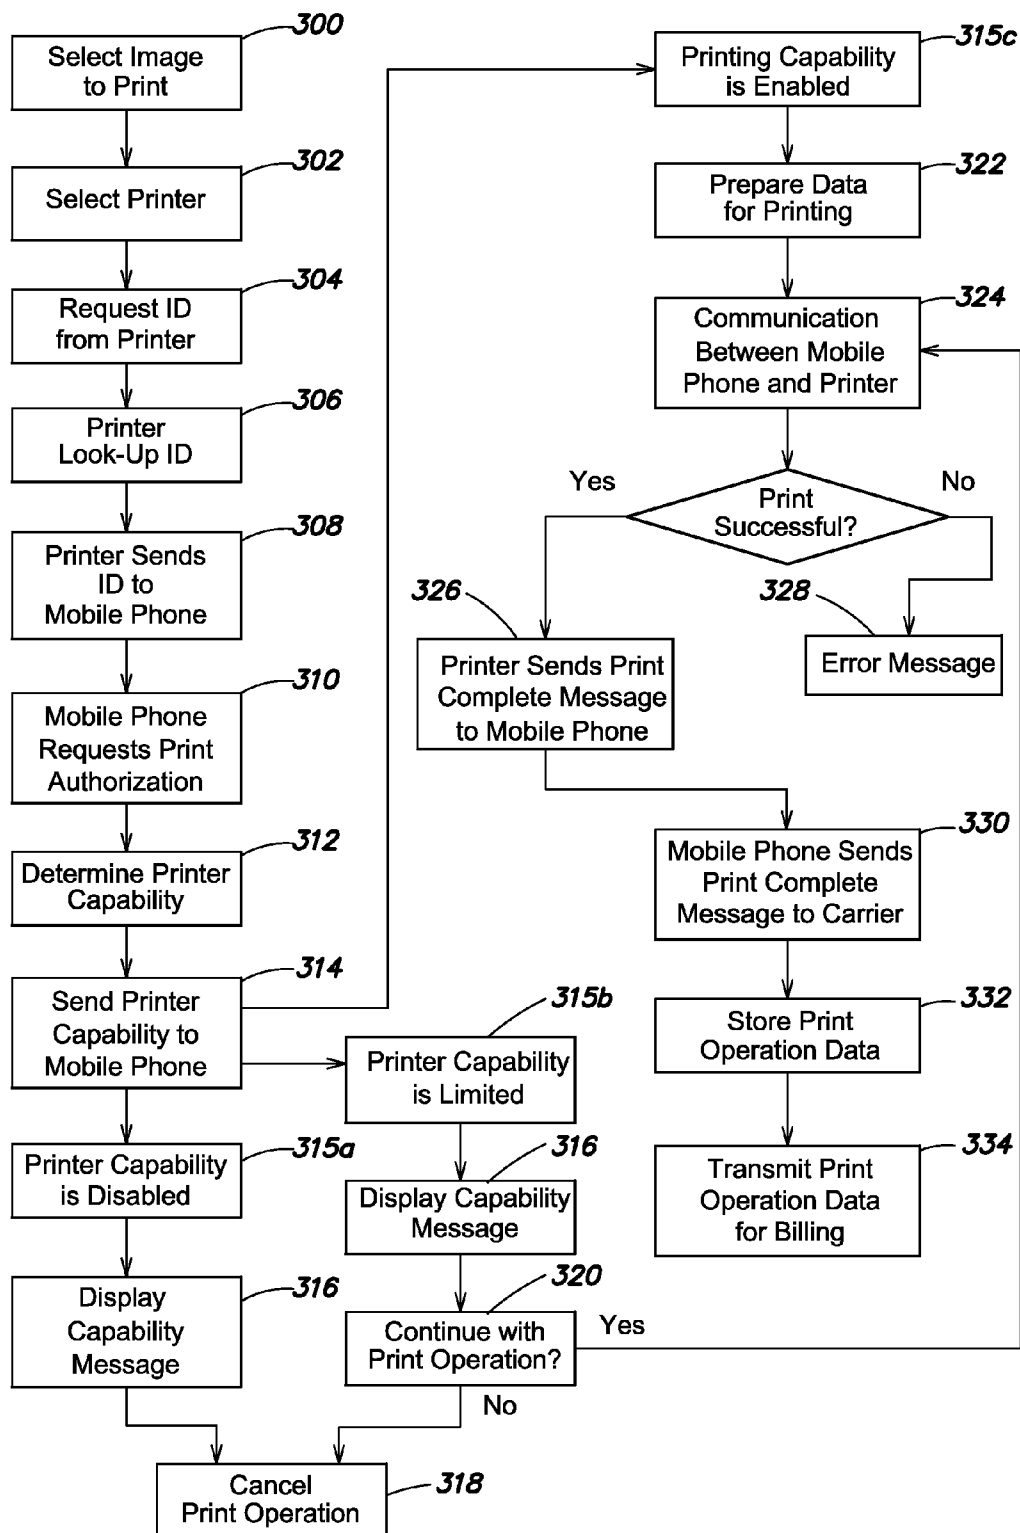 300
Select Image
to Print
302
Select Printer
304
Request ID
from Printer
306
Printer
Look-Up ID
308
Printer Sends
ID to
Mobile Phone
310
Mobile Phone
Requests Print
Authorization
312
Determine Printer
Capability
314
Send Printer
Capability to
Mobile Phone
315a
Printer Capability
is Disabled
316
Display
Capability
Message
315b
Printer Capability
is Limited
316
Display Capability
Message
320
Continue with
Print Operation?
Yes
No
318
Cancel
Print Operation
315c
Printing Capability
is Enabled
322
Prepare Data
for Printing
324
Communication
Between Mobile
Phone and Printer
Yes
No
Print
Successful?
326
Printer Sends Print
Complete Message
to Mobile Phone
328
Error Message
330
Mobile Phone Sends
Print Complete
Message to Carrier
332
Store Print
Operation Data
334
Transmit Print
Operation Data
for Billing